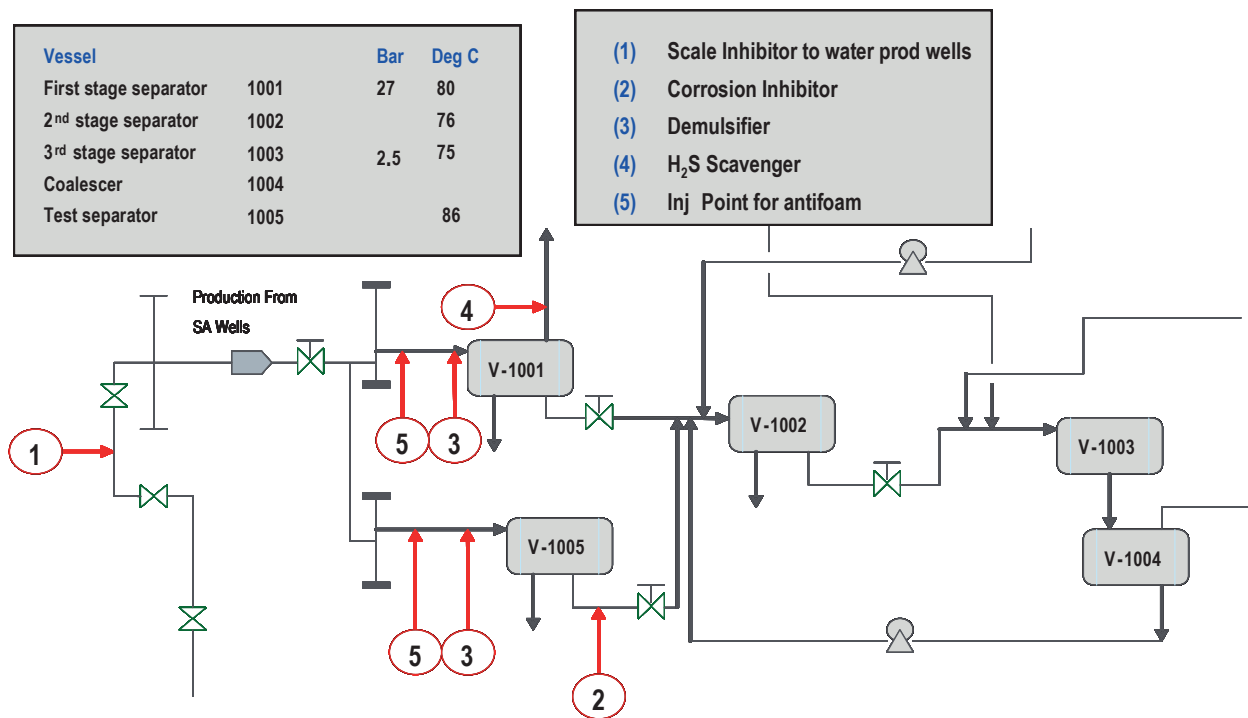 Vessel Bar Deg C
First stage separator 1001 27 80
2nd stage separator 1002 76
3rd stage separator 1003 2.5 75
Coalescer 1004
Test separator 1005 86
(1) Scale Inhibitor to water prod wells
(2) Corrosion Inhibitor
(3) Demulsifier
(4) H₂S Scavenger
(5) Inj Point for antifoam
Production From
SA Wells
4
V-1001
5
3
1
V-1002
V-1003
V-1005
V-1004
5
3
2